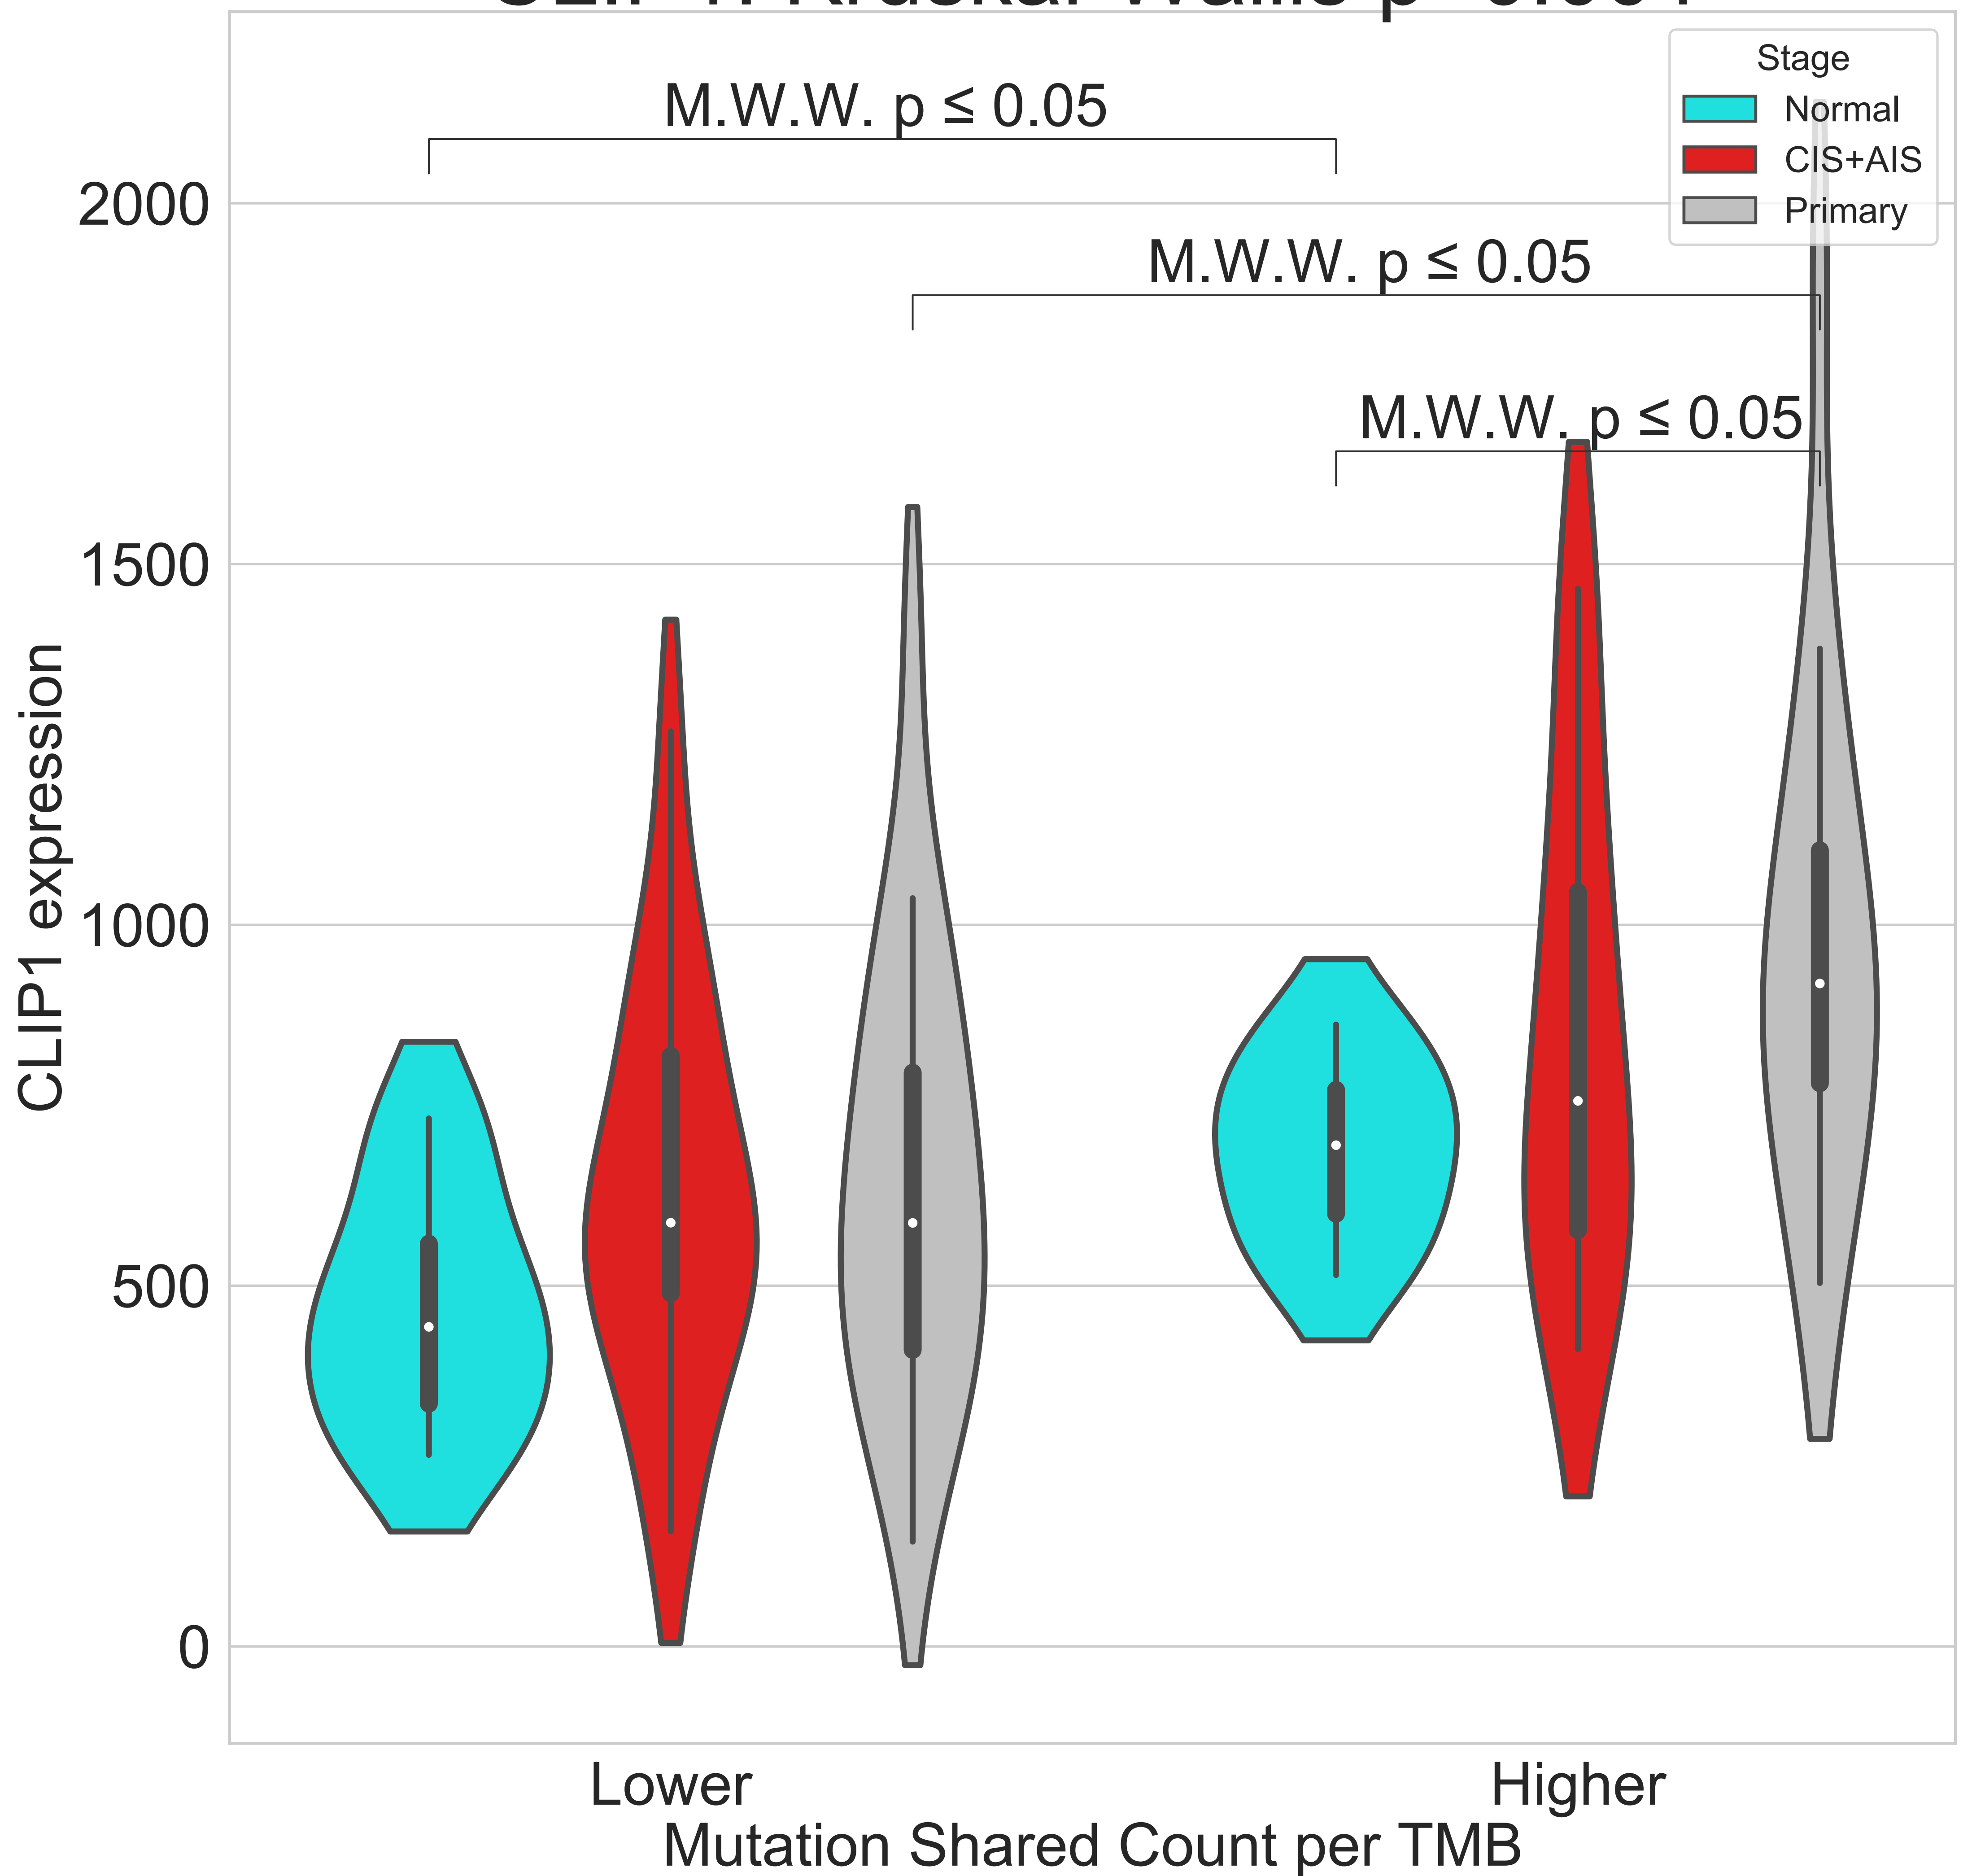 Stage
Normal
CIS+AIS
Primary
M.W.W. p ≤ 0.05
M.W.W. p ≤ 0.05
M.W.W. p ≤ 0.05
2000
1500
1000
500
0
CLIP1 expression
Lower
Higher
Mutation Shared Count per TMB